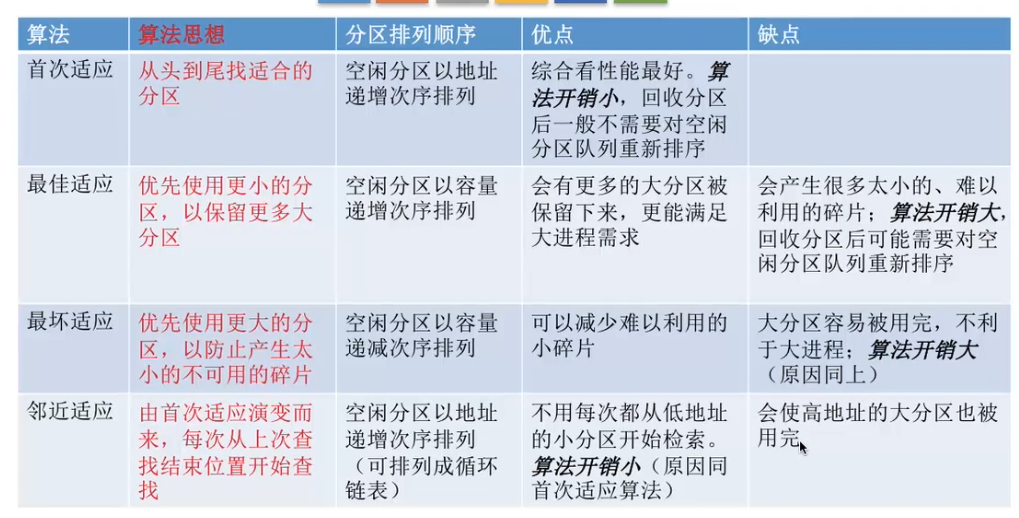 算法
算法思想
分区排列顺序
优点
缺点
首次适应
从头到尾找适合的
分区
空闲分区以地址
递增次序排列
综合看性能最好。算
法开销小，回收分区
后一般不需要对空闲
分区队列重新排序
最佳适应
优先使用更小的分
区，以保留更多大
分区
空闲分区以容量
递增次序排列
会有更多的大分区被
保留下来，更能满足
大进程需求
会产生很多太小的、难以
利用的碎片；算法开销大，
回收分区后可能需要对空
闲分区队列重新排序
最坏适应
优先使用更大的分
区，以防止产生太
小的不可用的碎片
空闲分区以容量
递减次序排列
可以减少难以利用的
小碎片
大分区容易被用完，不利
于大进程；算法开销大
（原因同上）
邻近适应
由首次适应演变而
来，每次从上次查
找结束位置开始查
找
空闲分区以地址
递增次序排列
（可排列成循环
链表）
不用每次都从低地址
的小分区开始检索。
算法开销小（原因同
首次适应算法）
会使高地址的大分区也被
用完